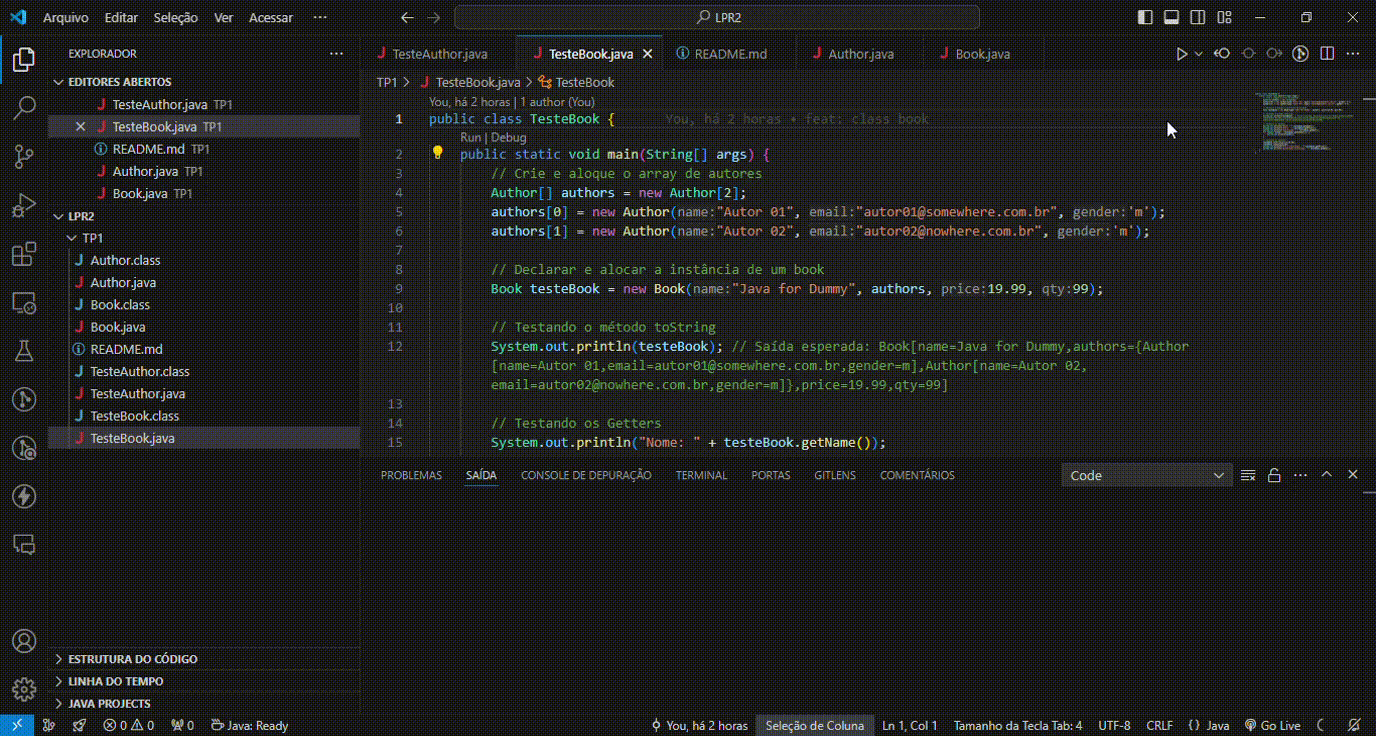 Arquivo Editar Seleção Ver Acessar ··· LPR2
EXPLORADOR ···
EDITORES ABERTOS
TesteAuthor.java TP1
TesteBook.java TP1
README.md TP1
Author.java TP1
Book.java TP1
LPR2
TP1
Author.class
Author.java
Book.class
Book.java
README.md
TesteAuthor.class
TesteAuthor.java
TesteBook.class
TesteBook.java
ESTRUTURA DO CÓDIGO
LINHA DO TEMPO
JAVA PROJECTS
TesteAuthor.java TesteBook.java README.md Author.java Book.java
TP1 > TesteBook.java > TesteBook
You, há 2 horas | 1 author (You)
1 public class TesteBook { You, há 2 horas • feat: class book
Run | Debug
2 public static void main(String[] args) {
3 // Crie e aloque o array de autores
4 Author[] authors = new Author[2];
5 authors[0] = new Author(name:"Autor 01", email:"autor01@somewhere.com.br", gender:'m');
6 authors[1] = new Author(name:"Autor 02", email:"autor02@nowhere.com.br", gender:'m');
7
8 // Declarar e alocar a instância de um book
9 Book testeBook = new Book(name:"Java for Dummy", authors, price:19.99, qty:99);
10
11 // Testando o método toString
12 System.out.println(testeBook); // Saída esperada: Book[name=Java for Dummy,authors={Author
[name=Autor 01,email=autor01@somewhere.com.br,gender=m],Author[name=Autor 02,
email=autor02@nowhere.com.br,gender=m]},price=19.99,qty=99]
13
14 // Testando os Getters
15 System.out.println("Nome: " + testeBook.getName());
PROBLEMAS SAÍDA CONSOLE DE DEPURAÇÃO TERMINAL PORTAS GITLENS COMENTÁRIOS Code
0 0 0 Java: Ready You, há 2 horas Seleção de Coluna Ln 1, Col 1 Tamanho da Tecla Tab: 4 UTF-8 CRLF {} Java Go Live